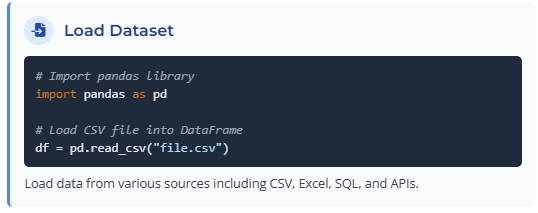 Load Dataset
# Import pandas library
import pandas as pd
# Load CSV file into DataFrame
df = pd.read_csv("file.csv")
Load data from various sources including CSV, Excel, SQL, and APIs.